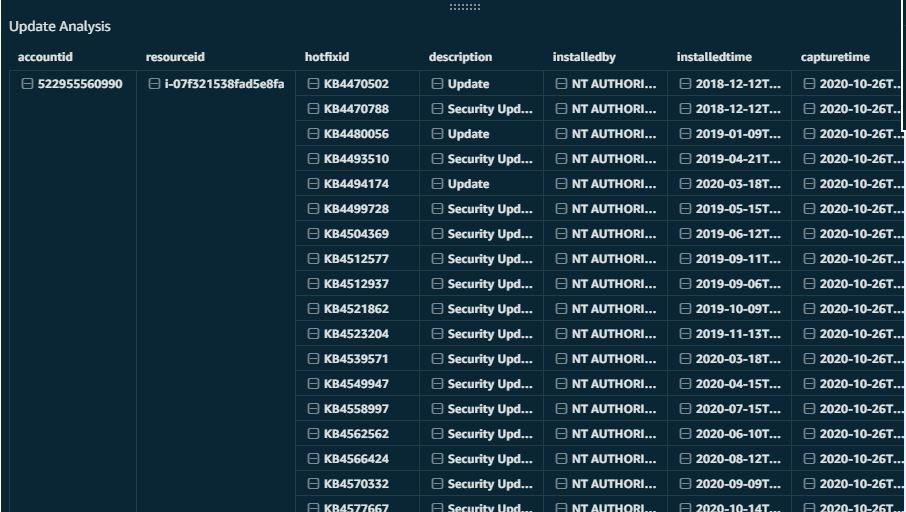 Update Analysis
accountid resourceid hotfixid description installedby installedtime capturetime
522955560990 i-07f321538fad5e8fa KB4470502 Update NT AUTHORI... 2018-12-12T... 2020-10-26T...
KB4470788 Security Upd... NT AUTHORI... 2018-12-12T... 2020-10-26T...
KB4480056 Update NT AUTHORI... 2019-01-09T... 2020-10-26T...
KB4493510 Security Upd... NT AUTHORI... 2019-04-21T... 2020-10-26T...
KB4494174 Update NT AUTHORI... 2020-03-18T... 2020-10-26T...
KB4499728 Security Upd... NT AUTHORI... 2019-05-15T... 2020-10-26T...
KB4504369 Security Upd... NT AUTHORI... 2019-06-12T... 2020-10-26T...
KB4512577 Security Upd... NT AUTHORI... 2019-09-11T... 2020-10-26T...
KB4512937 Security Upd... NT AUTHORI... 2019-09-06T... 2020-10-26T...
KB4521862 Security Upd... NT AUTHORI... 2019-10-09T... 2020-10-26T...
KB4523204 Security Upd... NT AUTHORI... 2019-11-13T... 2020-10-26T...
KB4539571 Security Upd... NT AUTHORI... 2020-03-18T... 2020-10-26T...
KB4549947 Security Upd... NT AUTHORI... 2020-04-15T... 2020-10-26T...
KB4558997 Security Upd... NT AUTHORI... 2020-07-15T... 2020-10-26T...
KB4562562 Security Upd... NT AUTHORI... 2020-06-10T... 2020-10-26T...
KB4566424 Security Upd... NT AUTHORI... 2020-08-12T... 2020-10-26T...
KB4570332 Security Upd... NT AUTHORI... 2020-09-09T... 2020-10-26T...
KB4577667 Security Upd... NT AUTHORI... 2020-10-14T... 2020-10-26T...